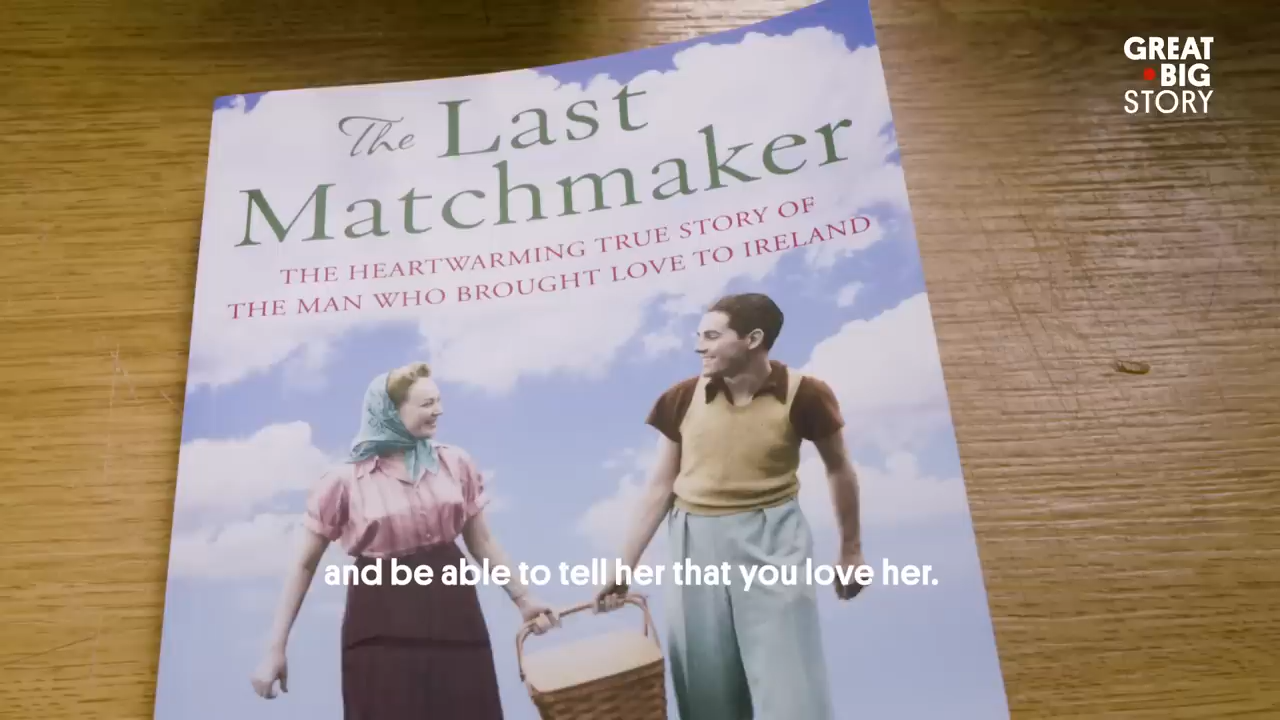 GREAT
BIG
STORY
The Last
Matchmaker
THE HEARTWARMING TRUE STORY OF
THE MAN WHO BROUGHT LOVE TO IRELAND
and be able to tell her that you love her.